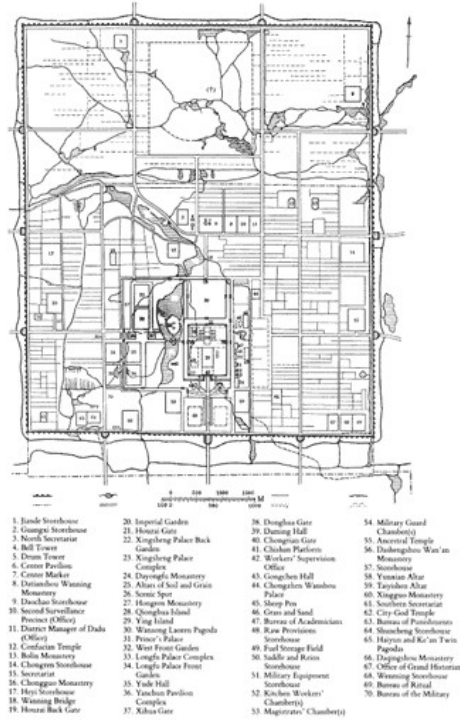 1. Jiande Storehouse
2. Guangxi Storehouse
3. North Secretariat
4. Bell Tower
5. Drum Tower
6. Center Pavilion
7. Center Marker
8. Datianshou Wanning
Monastery
9. Daochao Storehouse
10. Second Surveillance
Precinct (Office)
11. District Manager of Dadu
(Office)
12. Confucian Temple
13. Bolin Monastery
14. Chongren Storehouse
15. Secretariat
16. Chongguo Monastery
17. Heyi Storehouse
18. Wanning Bridge
19. Houzai Back Gate
20. Imperial Garden
21. Houzai Gate
22. Xingsheng Palace Back
Garden
23. Xingsheng Palace
Complex
24. Dayongfu Monastery
25. Altars of Soil and Grain
26. Scenic Spot
27. Hongren Monastery
28. Qionghua Island
29. Ying Island
30. Wansong Laoren Pagoda
31. Prince's Palace
32. West Front Garden
33. Longfu Palace Complex
34. Longfu Palace Front
Garden
35. Yude Hall
36. Yanchun Pavilion
Complex
37. Xihua Gate
38. Donghua Gate
39. Daming Hall
40. Chongtian Gate
41. Chishan Platform
42. Workers' Supervision
Office
43. Gongchen Hall
44. Chongzhen Wanshou
Palace
45. Sheep Pen
46. Grass and Sand
47. Bureau of Academicians
48. Raw Provisions
Storehouse
49. Fuel Storage Field
50. Saddle and Reins
Storehouse
51. Military Equipment
Storehouse
52. Kitchen Workers'
Chamber(s)
53. Magistrates' Chamber(s)
54. Military Guard
Chamber(s)
55. Ancestral Temple
56. Dashengshou Wan'an
Monastery
57. Storehouse
58. Yunxian Altar
59. Taiyishen Altar
60. Xingguo Monastery
61. Southern Secretariat
62. City-God Temple
63. Bureau of Punishments
64. Shuncheng Storehouse
65. Haiyun and Ke'an Twin
Pagodas
66. Daqingshou Monastery
67. Office of Grand Historian
68. Wenming Storehouse
69. Bureau of Ritual
70. Bureau of the Military